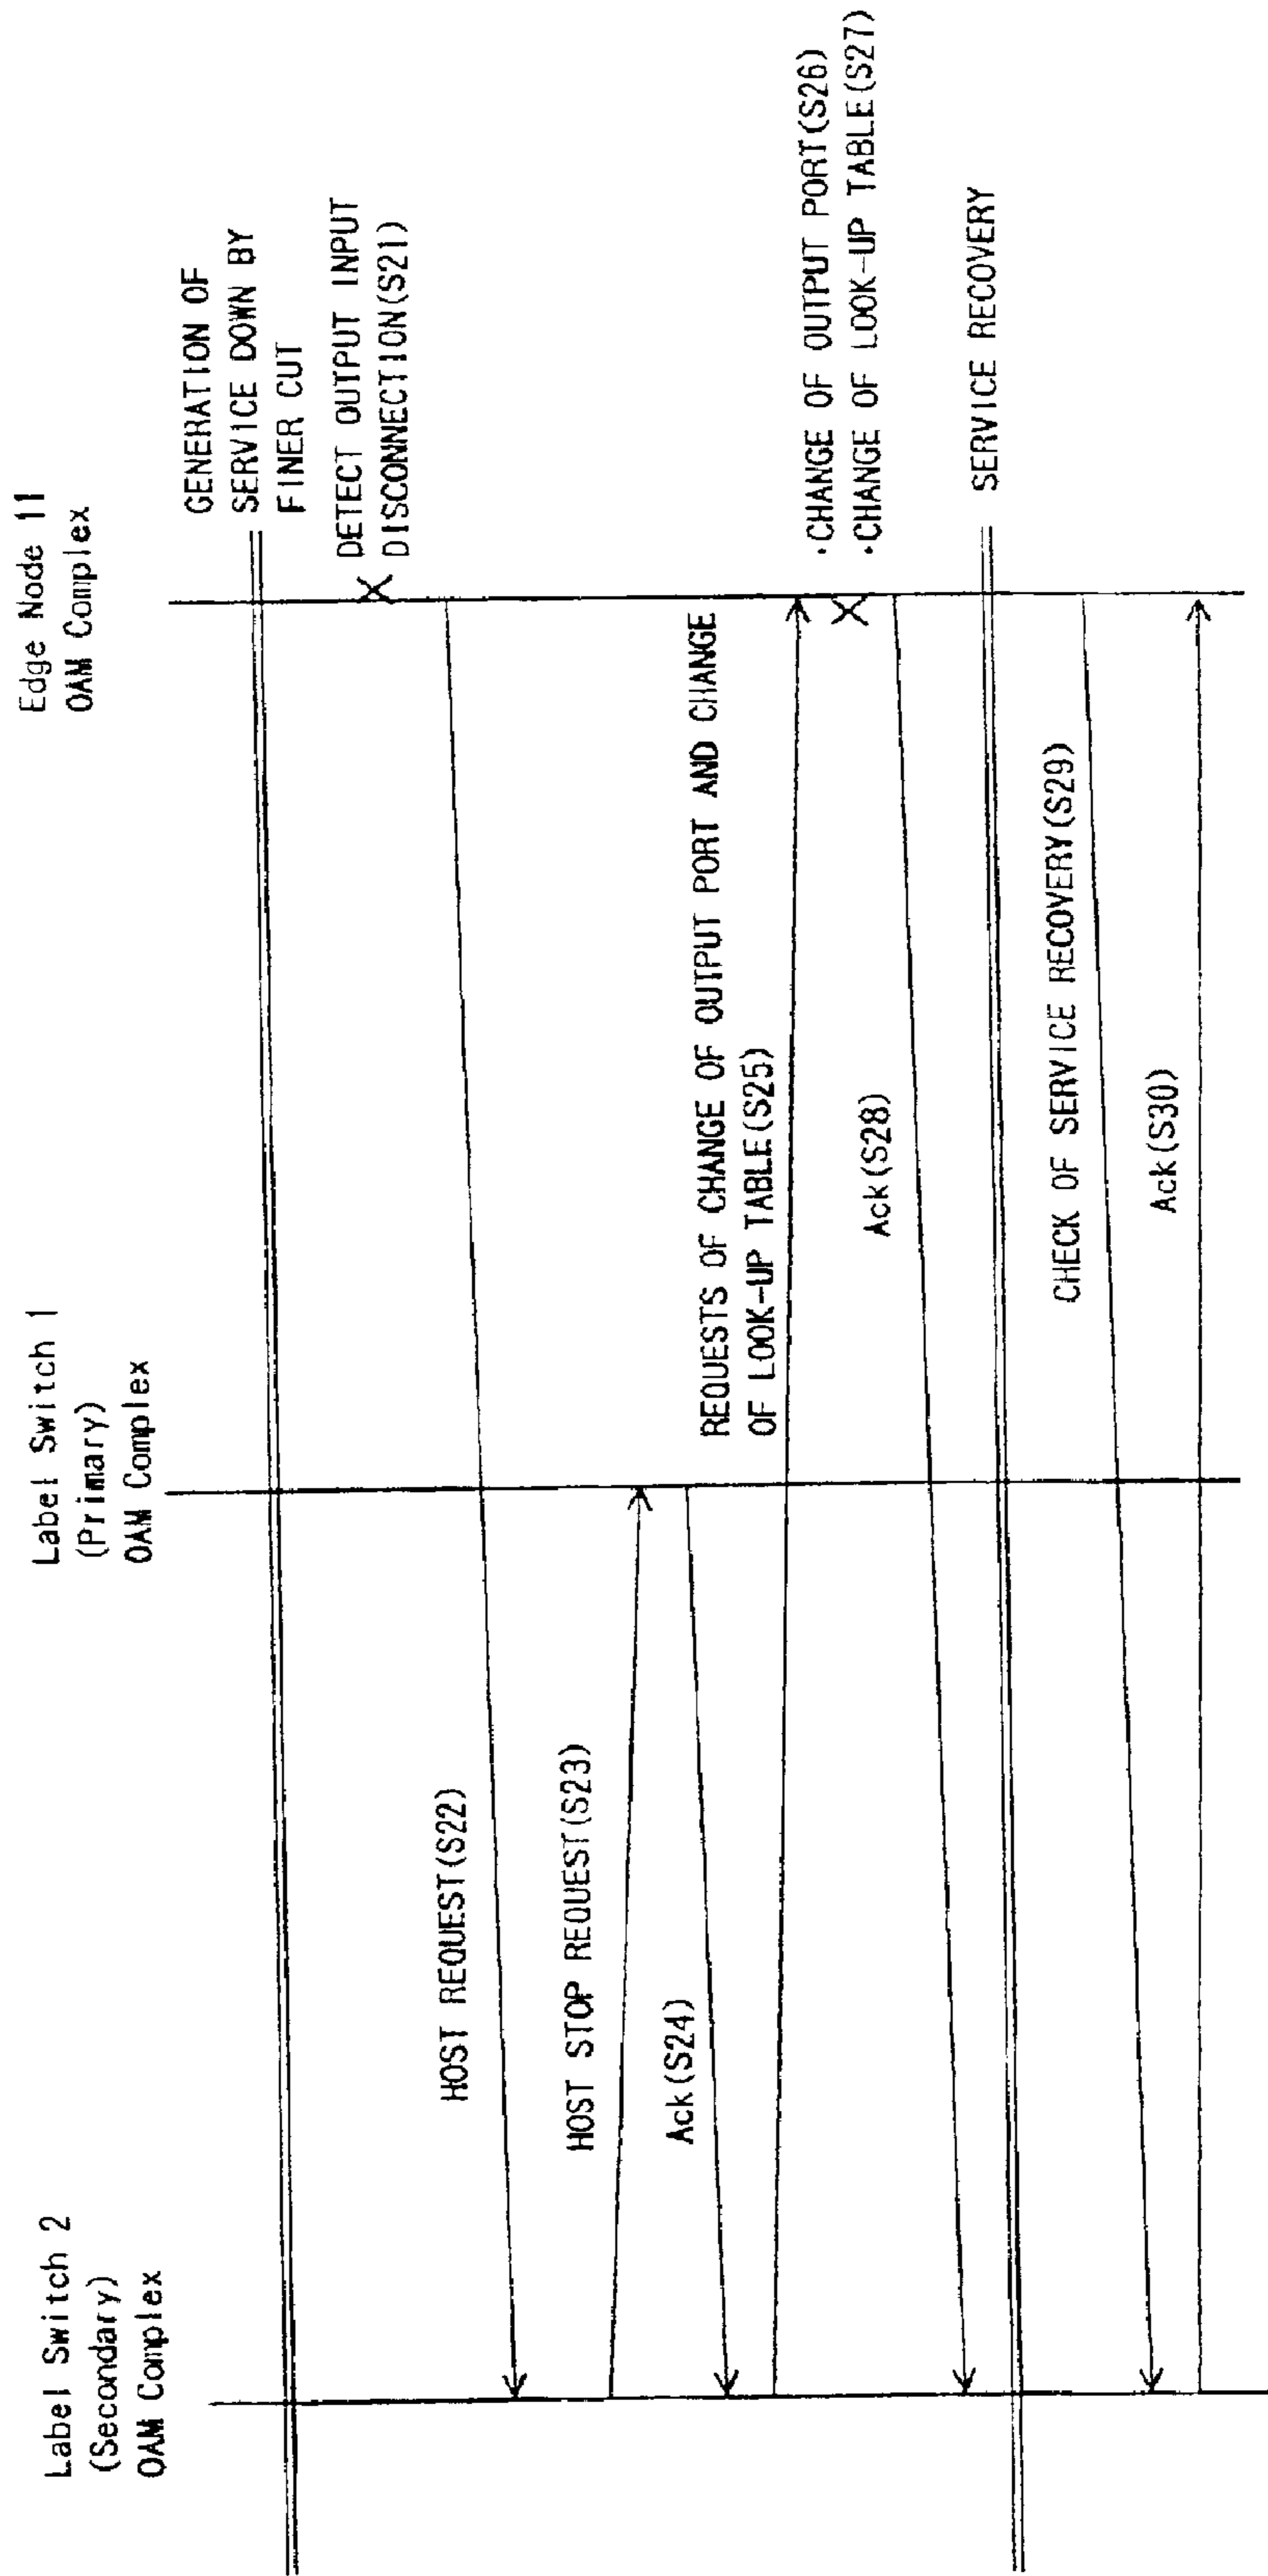 Label Switch 2
(Secondary)
OAM Complex
Label Switch 1
(Primary)
OAM Complex
Edge Node 11
OAM Complex
GENERATION OF
SERVICE DOWN BY
FINER CUT
DETECT OUTPUT INPUT
DISCONNECTION(S21)
HOST REQUEST(S22)
HOST STOP REQUEST(S23)
Ack(S24)
REQUESTS OF CHANGE OF OUTPUT PORT AND CHANGE
OF LOOK-UP TABLE(S25)
·CHANGE OF OUTPUT PORT(S26)
·CHANGE OF LOOK-UP TABLE(S27)
Ack(S28)
SERVICE RECOVERY
CHECK OF SERVICE RECOVERY(S29)
Ack(S30)